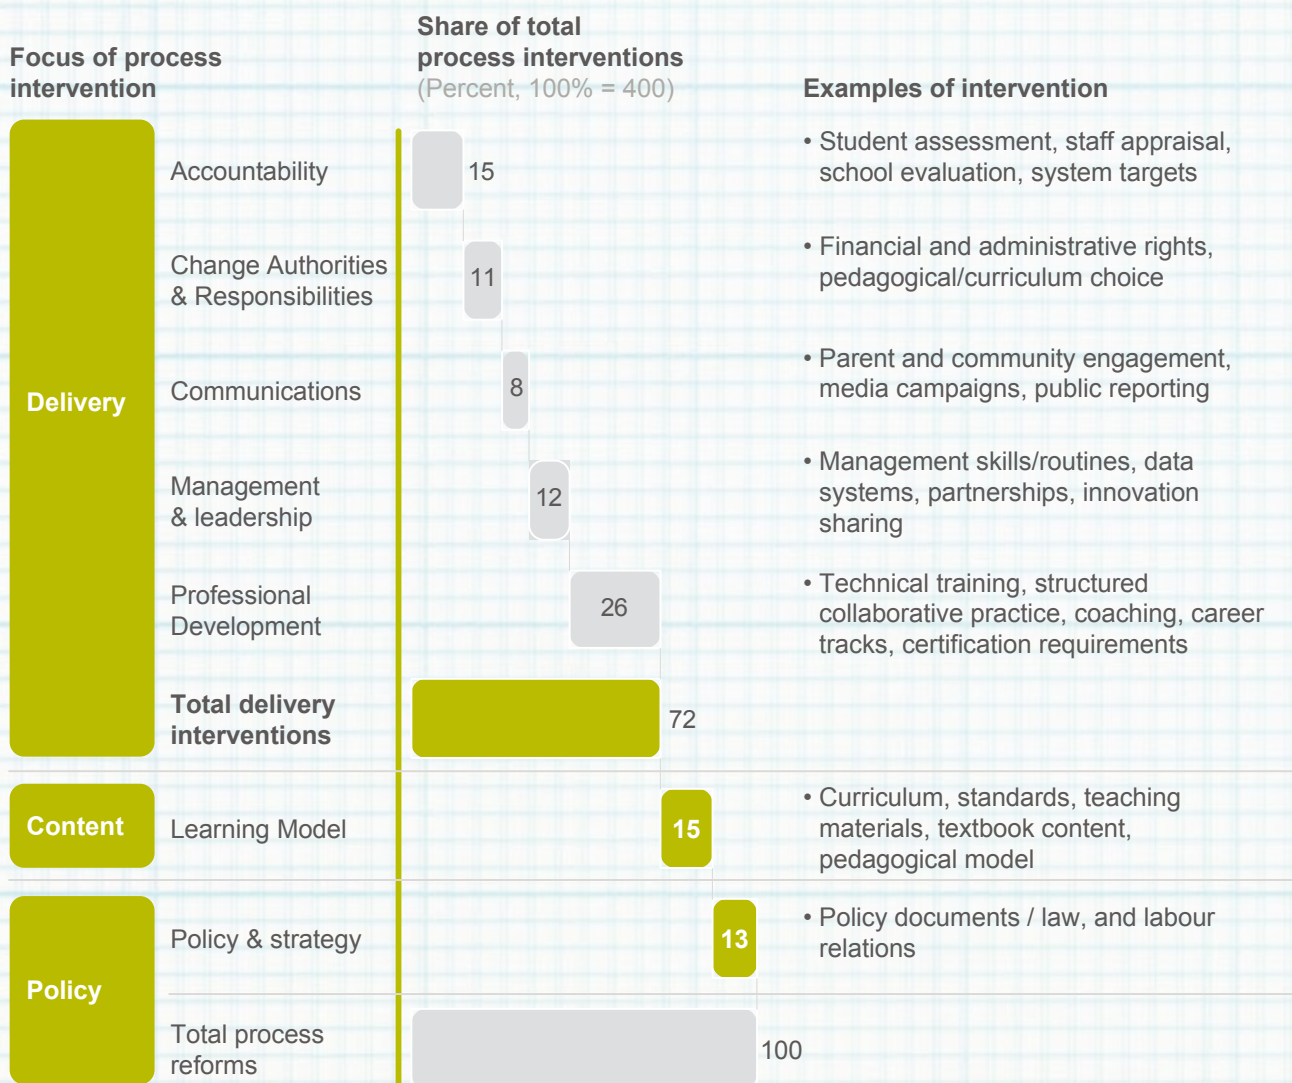 Focus of process
intervention
Share of total
process interventions
(Percent, 100% = 400)
Examples of intervention
Delivery
Accountability
15
• Student assessment, staff appraisal,
school evaluation, system targets
Change Authorities
& Responsibilities
11
• Financial and administrative rights,
pedagogical/curriculum choice
Communications
8
• Parent and community engagement,
media campaigns, public reporting
Management
& leadership
12
• Management skills/routines, data
systems, partnerships, innovation
sharing
Professional
Development
26
• Technical training, structured
collaborative practice, coaching, career
tracks, certification requirements
Total delivery
interventions
72
Content
Learning Model
15
• Curriculum, standards, teaching
materials, textbook content,
pedagogical model
Policy
Policy & strategy
13
• Policy documents / law, and labour
relations
Total process
reforms
100